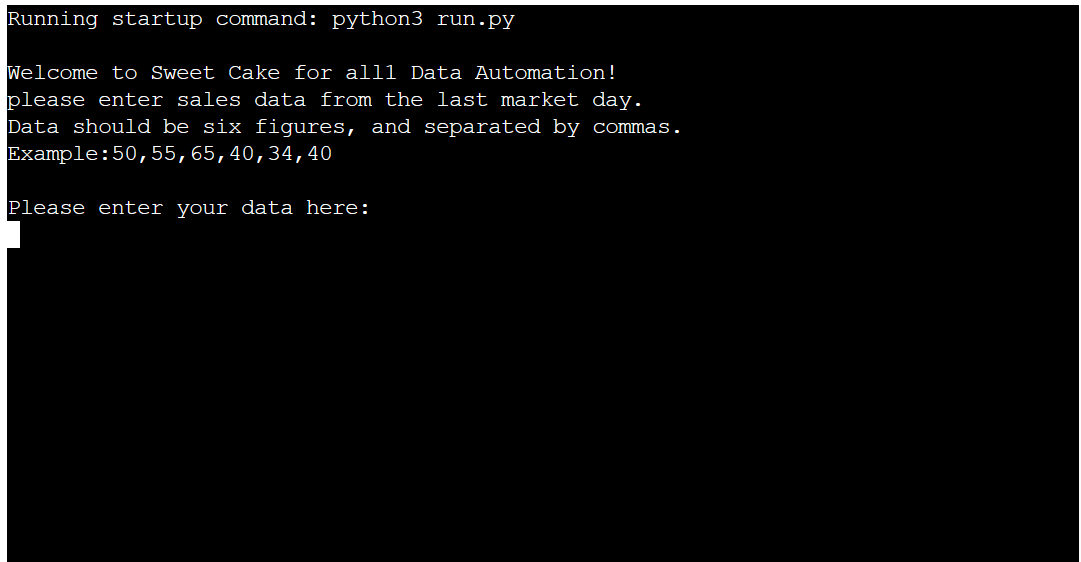 Running startup command: python3 run.py
Welcome to Sweet Cake for all1 Data Automation!
please enter sales data from the last market day.
Data should be six figures, and separated by commas.
Example:50,55,65,40,34,40
Please enter your data here: